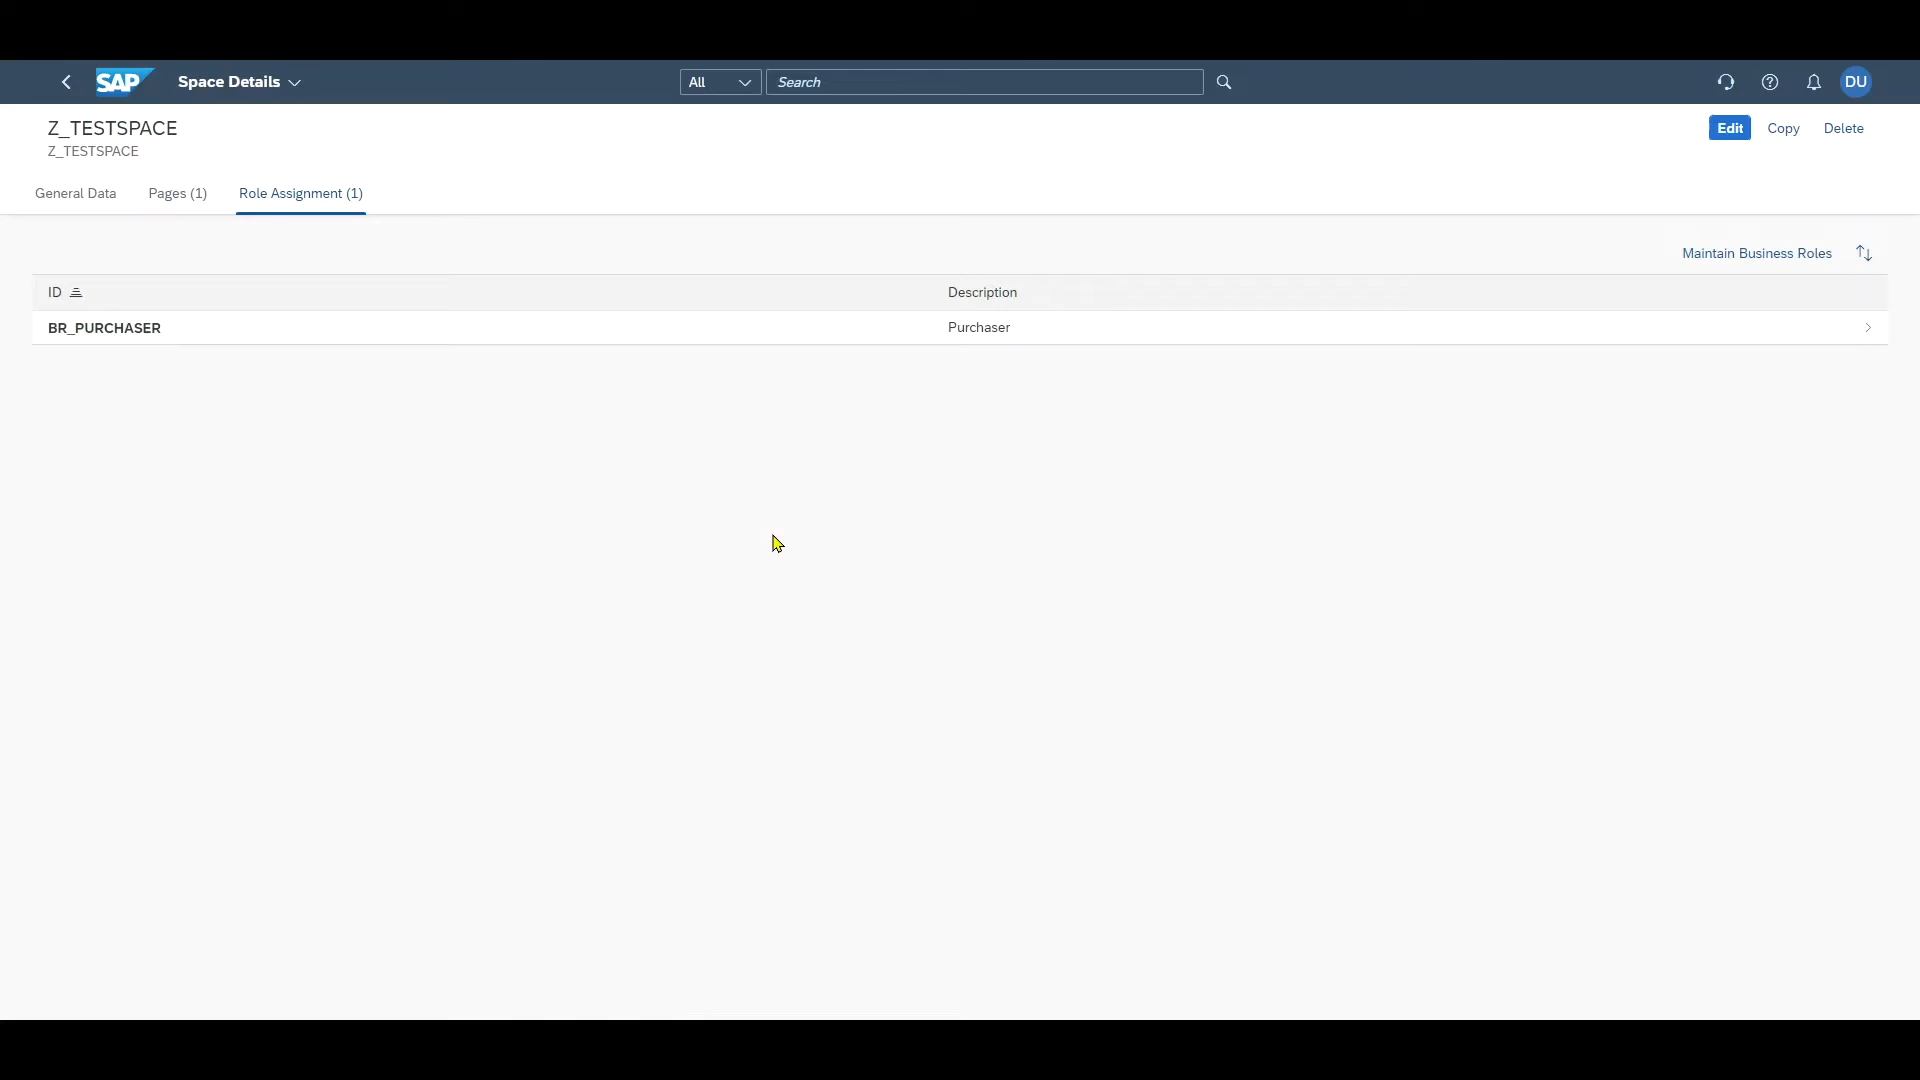 SAP Space Details All Search DU
Z_TESTSPACE Edit Copy Delete
Z_TESTSPACE
General Data Pages (1) Role Assignment (1)
Maintain Business Roles
ID Description
BR_PURCHASER Purchaser